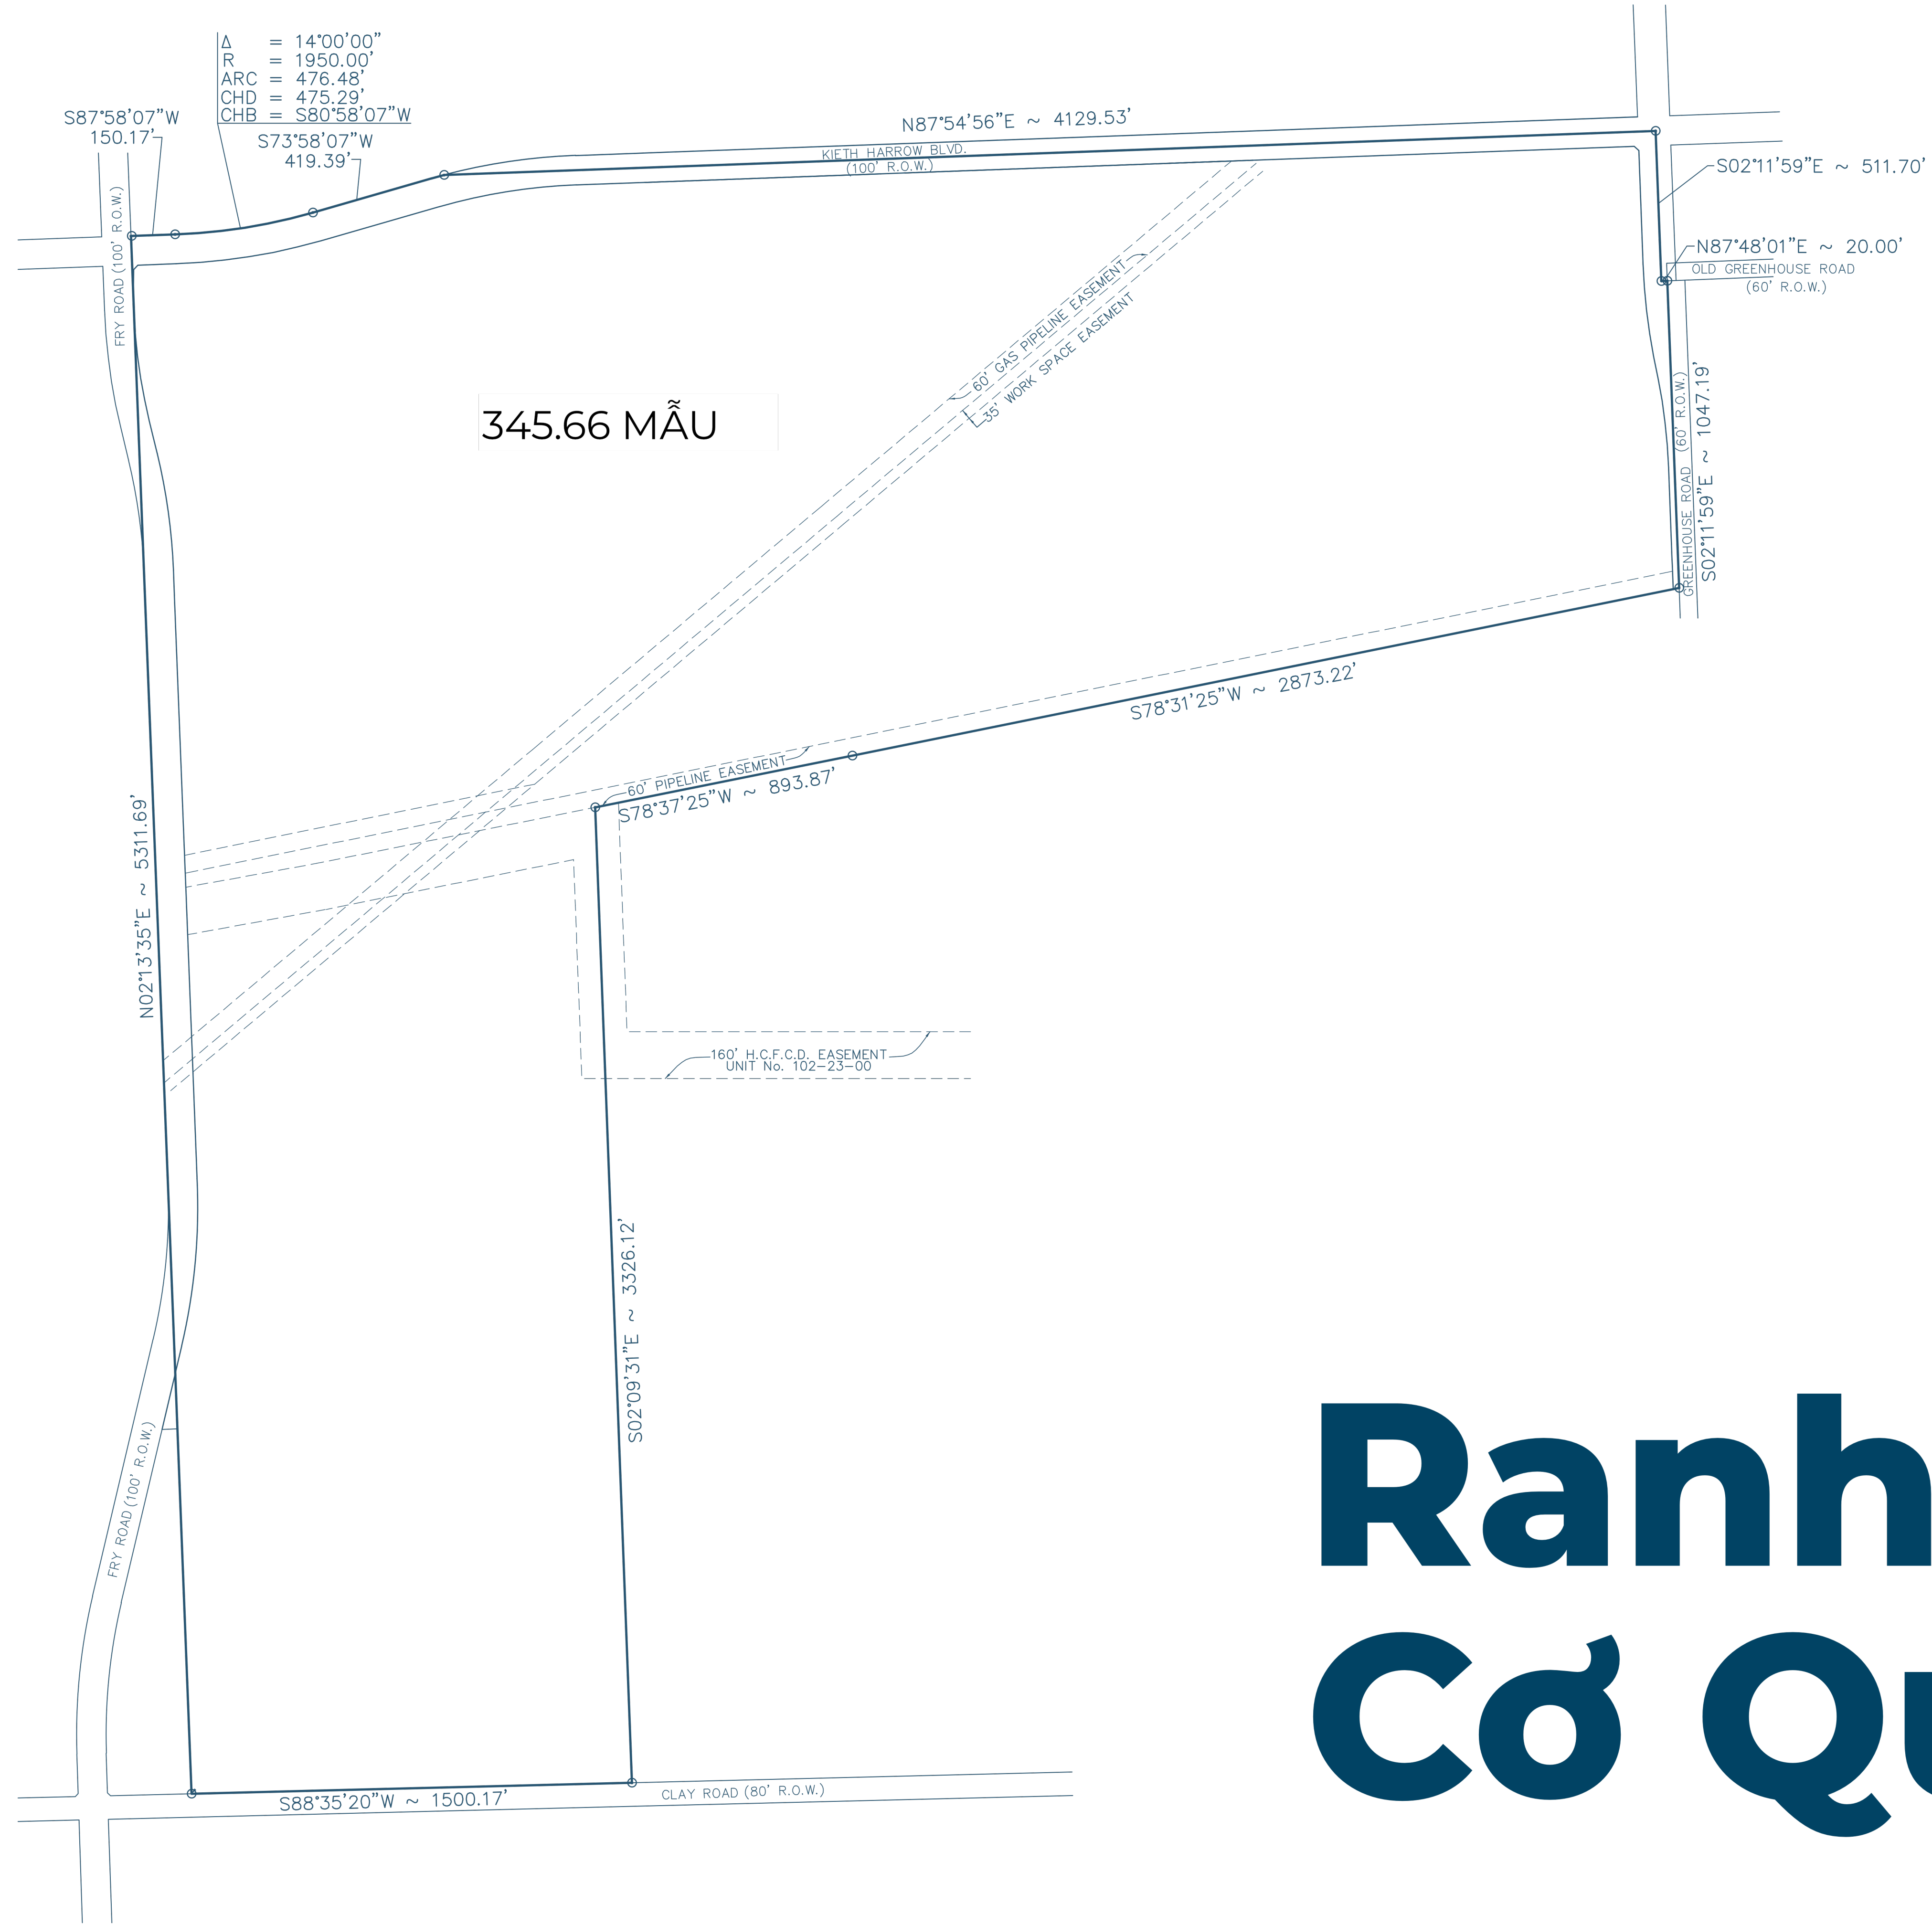 Δ = 14°00'00"
R = 1950.00'
ARC = 476.48'
CHD = 475.29'
CHB = S80°58'07"W
S87°58'07"W
150.17'
S73°58'07"W
419.39'
N87°54'56"E ~ 4129.53'
KIETH HARROW BLVD.
(100' R.O.W.)
S02°11'59"E ~ 511.70'
N87°48'01"E ~ 20.00'
OLD GREENHOUSE ROAD
(60' R.O.W.)
FRY ROAD (100' R.O.W.)
60' GAS PIPELINE EASEMENT
35' WORK SPACE EASEMENT
345.66 MẪU
GREENHOUSE ROAD (60' R.O.W.)
S02°11'59"E ~ 1047.19'
S78°31'25"W ~ 2873.22'
60' PIPELINE EASEMENT
S78°37'25"W ~ 893.87'
N02°13'35"E ~ 5311.69'
160' H.C.F.C.D. EASEMENT
UNIT No. 102-23-00
S02°09'31"E ~ 3326.12'
FRY ROAD (100' R.O.W.)
S88°35'20"W ~ 1500.17'
CLAY ROAD (80' R.O.W.)
Ranh
Cơ